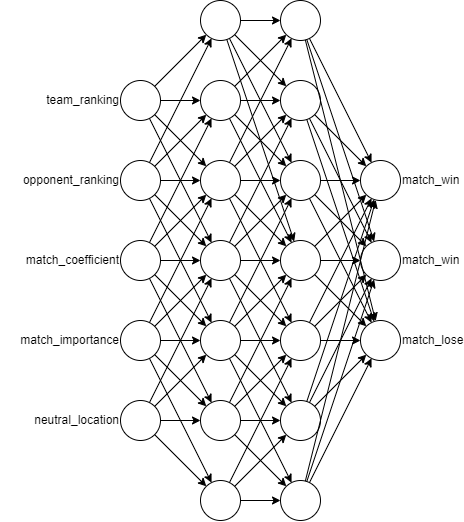 team_ranking
opponent_ranking
match_win
match_coefficient
match_win
match_importance
match_lose
neutral_location